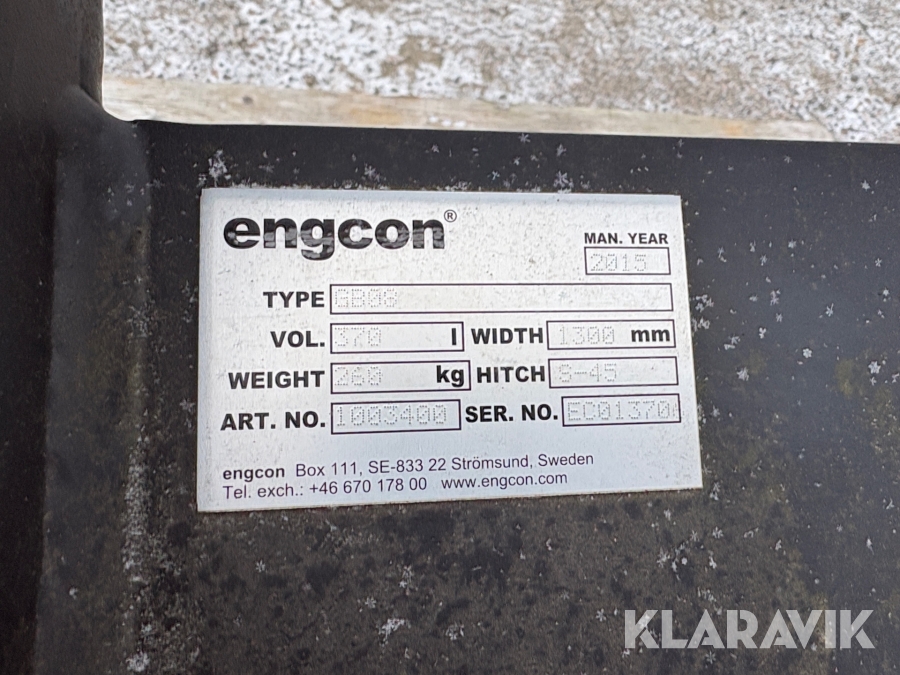 engcon®
MAN. YEAR
2015
TYPE GB08
VOL. 370 l WIDTH 1300 mm
WEIGHT 260 kg HITCH S-45
ART. NO. 1003400 SER. NO. EC01370
engcon Box 111, SE-833 22 Strömsund, Sweden
Tel. exch.: +46 670 178 00 www.engcon.com
KLARAVIK